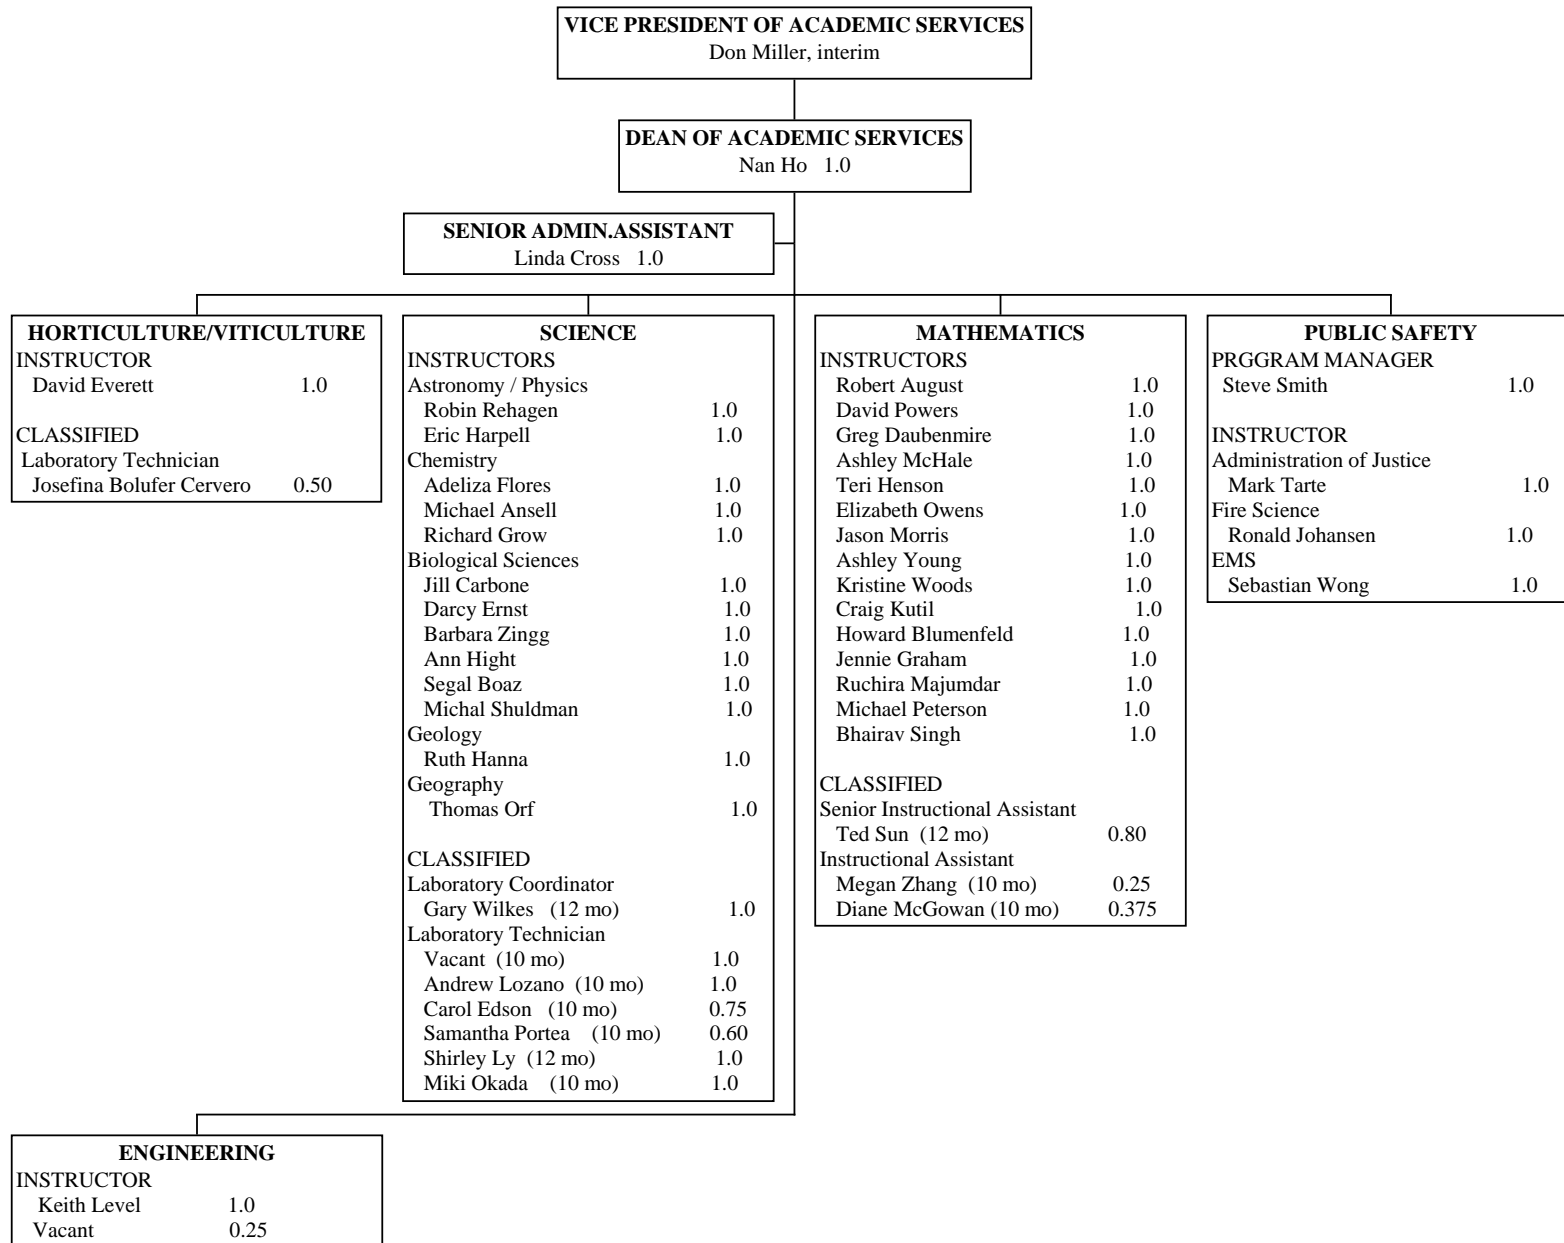 VICE PRESIDENT OF ACADEMIC SERVICES
Don Miller, interim
DEAN OF ACADEMIC SERVICES
Nan Ho 1.0
SENIOR ADMIN.ASSISTANT
Linda Cross 1.0
HORTICULTURE/VITICULTURE
INSTRUCTOR
David Everett 1.0
CLASSIFIED
Laboratory Technician
Josefina Bolufer Cervero 0.50
SCIENCE
INSTRUCTORS
Astronomy / Physics
Robin Rehagen 1.0
Eric Harpell 1.0
Chemistry
Adeliza Flores 1.0
Michael Ansell 1.0
Richard Grow 1.0
Biological Sciences
Jill Carbone 1.0
Darcy Ernst 1.0
Barbara Zingg 1.0
Ann Hight 1.0
Segal Boaz 1.0
Michal Shuldman 1.0
Geology
Ruth Hanna 1.0
Geography
Thomas Orf 1.0
CLASSIFIED
Laboratory Coordinator
Gary Wilkes (12 mo) 1.0
Laboratory Technician
Vacant (10 mo) 1.0
Andrew Lozano (10 mo) 1.0
Carol Edson (10 mo) 0.75
Samantha Portea (10 mo) 0.60
Shirley Ly (12 mo) 1.0
Miki Okada (10 mo) 1.0
MATHEMATICS
INSTRUCTORS
Robert August 1.0
David Powers 1.0
Greg Daubenmire 1.0
Ashley McHale 1.0
Teri Henson 1.0
Elizabeth Owens 1.0
Jason Morris 1.0
Ashley Young 1.0
Kristine Woods 1.0
Craig Kutil 1.0
Howard Blumenfeld 1.0
Jennie Graham 1.0
Ruchira Majumdar 1.0
Michael Peterson 1.0
Bhairav Singh 1.0
CLASSIFIED
Senior Instructional Assistant
Ted Sun (12 mo) 0.80
Instructional Assistant
Megan Zhang (10 mo) 0.25
Diane McGowan (10 mo) 0.375
PUBLIC SAFETY
PRGGRAM MANAGER
Steve Smith 1.0
INSTRUCTOR
Administration of Justice
Mark Tarte 1.0
Fire Science
Ronald Johansen 1.0
EMS
Sebastian Wong 1.0
ENGINEERING
INSTRUCTOR
Keith Level 1.0
Vacant 0.25